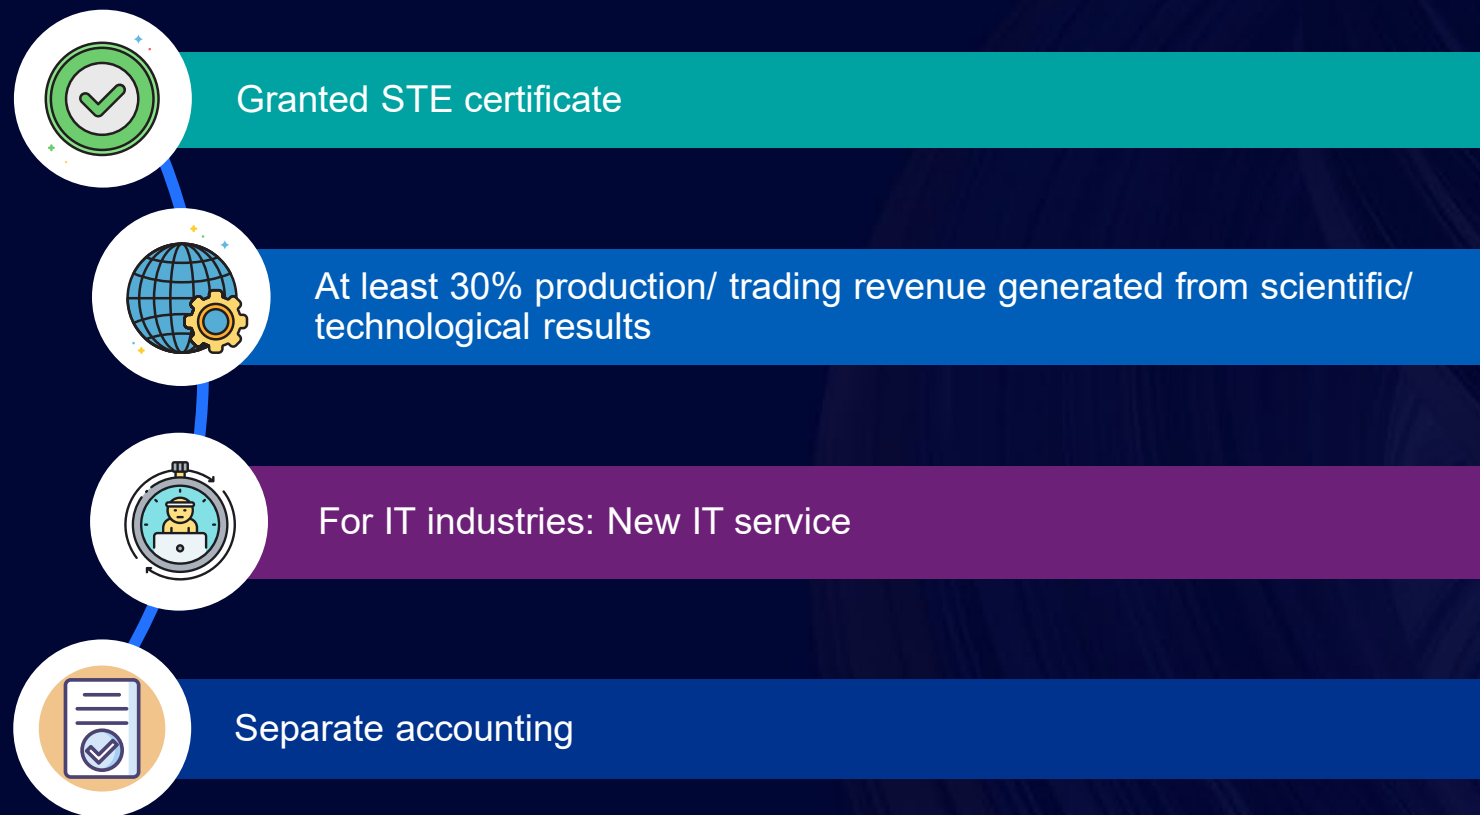 Granted STE certificate
At least 30% production/ trading revenue generated from scientific/
technological results
For IT industries: New IT service
Separate accounting